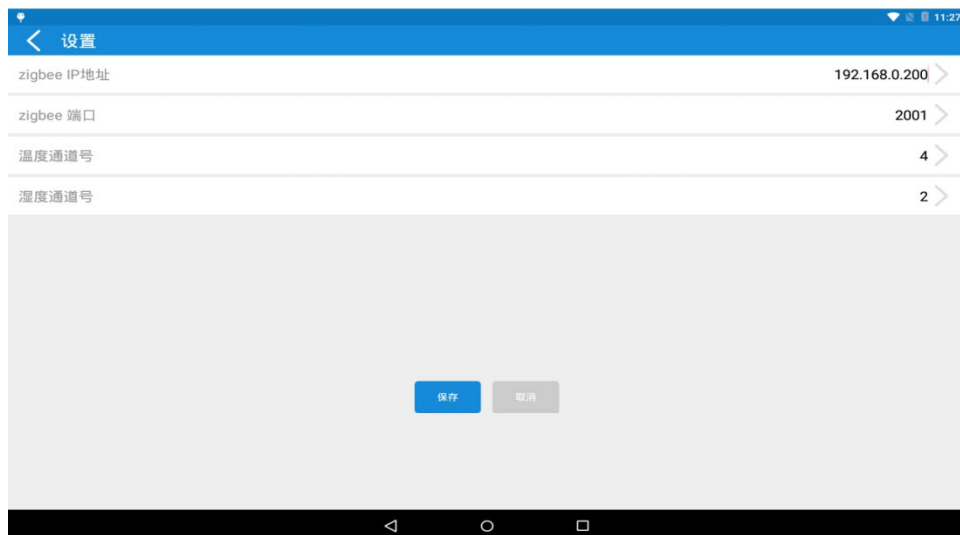 11:27
设置
zigbee IP地址 192.168.0.200
zigbee 端口 2001
温度通道号 4
湿度通道号 2
保存 取消